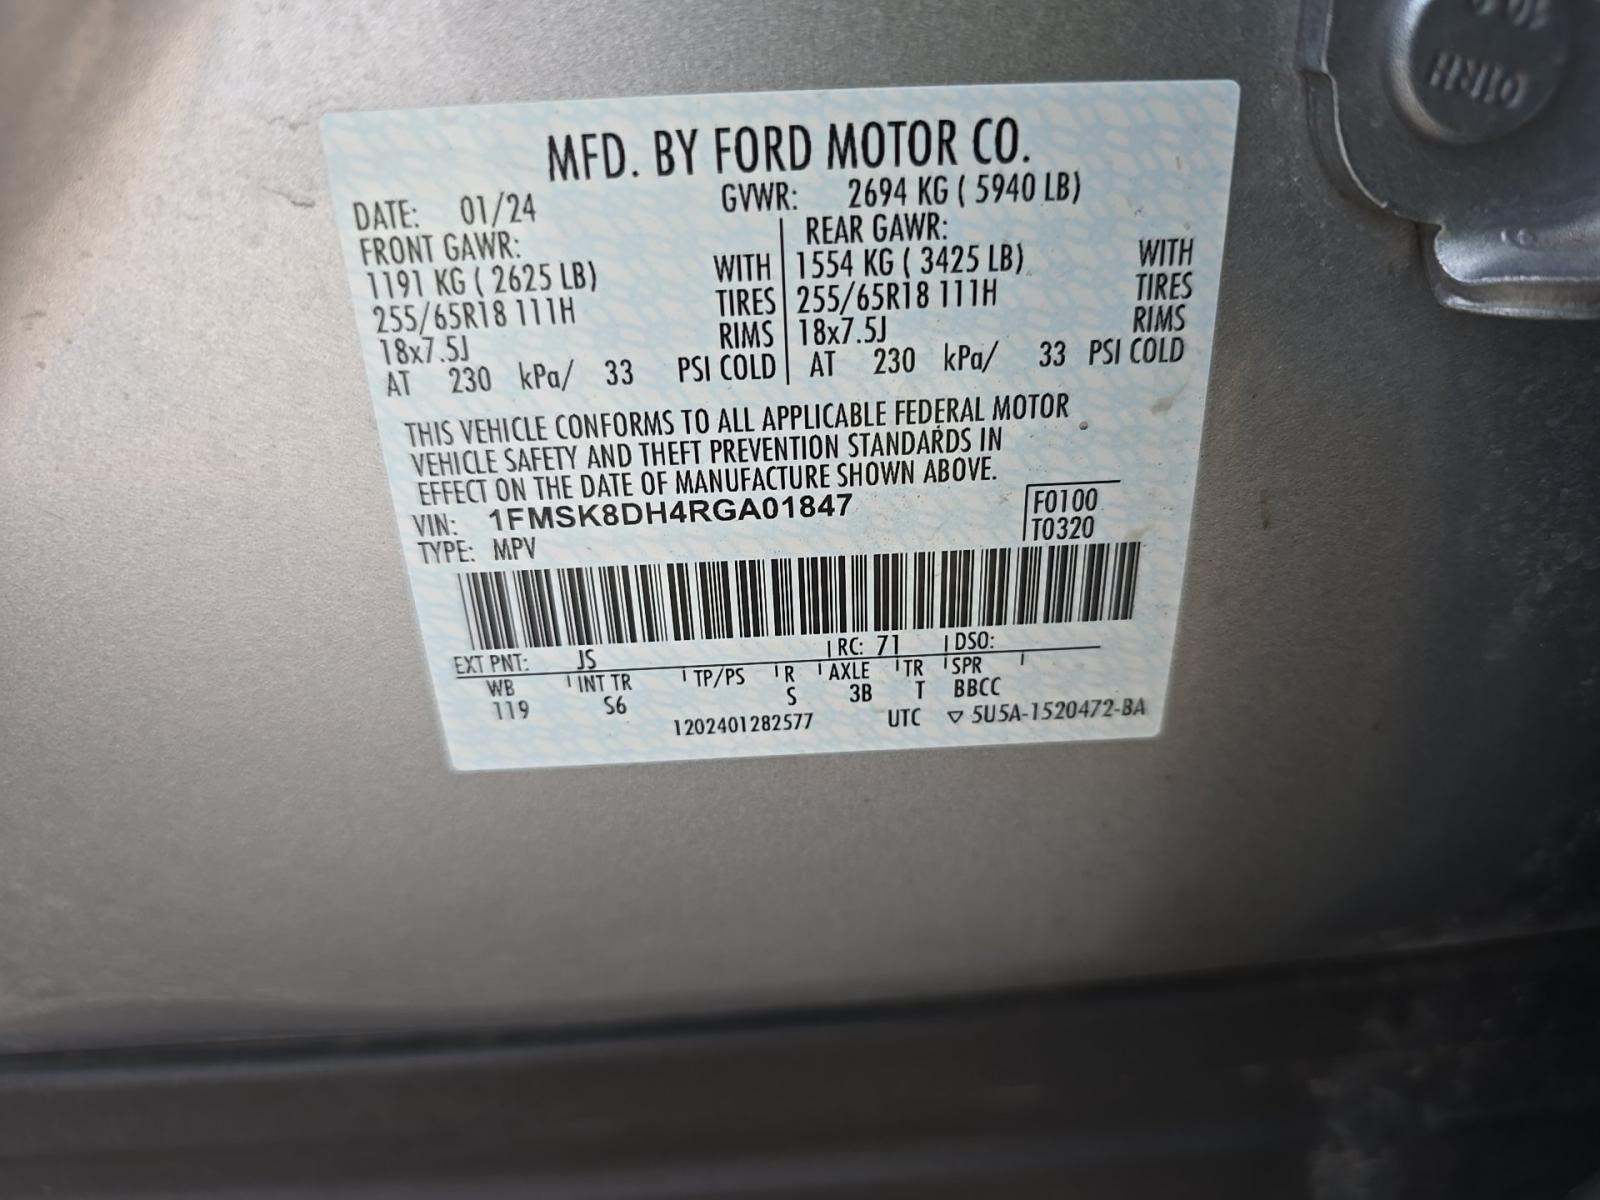 MFD. BY FORD MOTOR CO.
DATE: 01/24 GVWR: 2694 KG ( 5940 LB)
FRONT GAWR: REAR GAWR:
1191 KG ( 2625 LB) WITH 1554 KG ( 3425 LB) WITH
255/65R18 111H TIRES 255/65R18 111H TIRES
18x7.5J RIMS 18x7.5J RIMS
AT 230 kPa/ 33 PSI COLD AT 230 kPa/ 33 PSI COLD
THIS VEHICLE CONFORMS TO ALL APPLICABLE FEDERAL MOTOR
VEHICLE SAFETY AND THEFT PREVENTION STANDARDS IN
EFFECT ON THE DATE OF MANUFACTURE SHOWN ABOVE.
VIN: 1FMSK8DH4RGA01847 F0100
TYPE: MPV T0320
EXT PNT: JS RC: 71 DSO:
WB INT TR TP/PS R AXLE TR SPR
119 S6 S 3B T BBCC
1202401282577 UTC ▽ 5U5A-1520472-BA